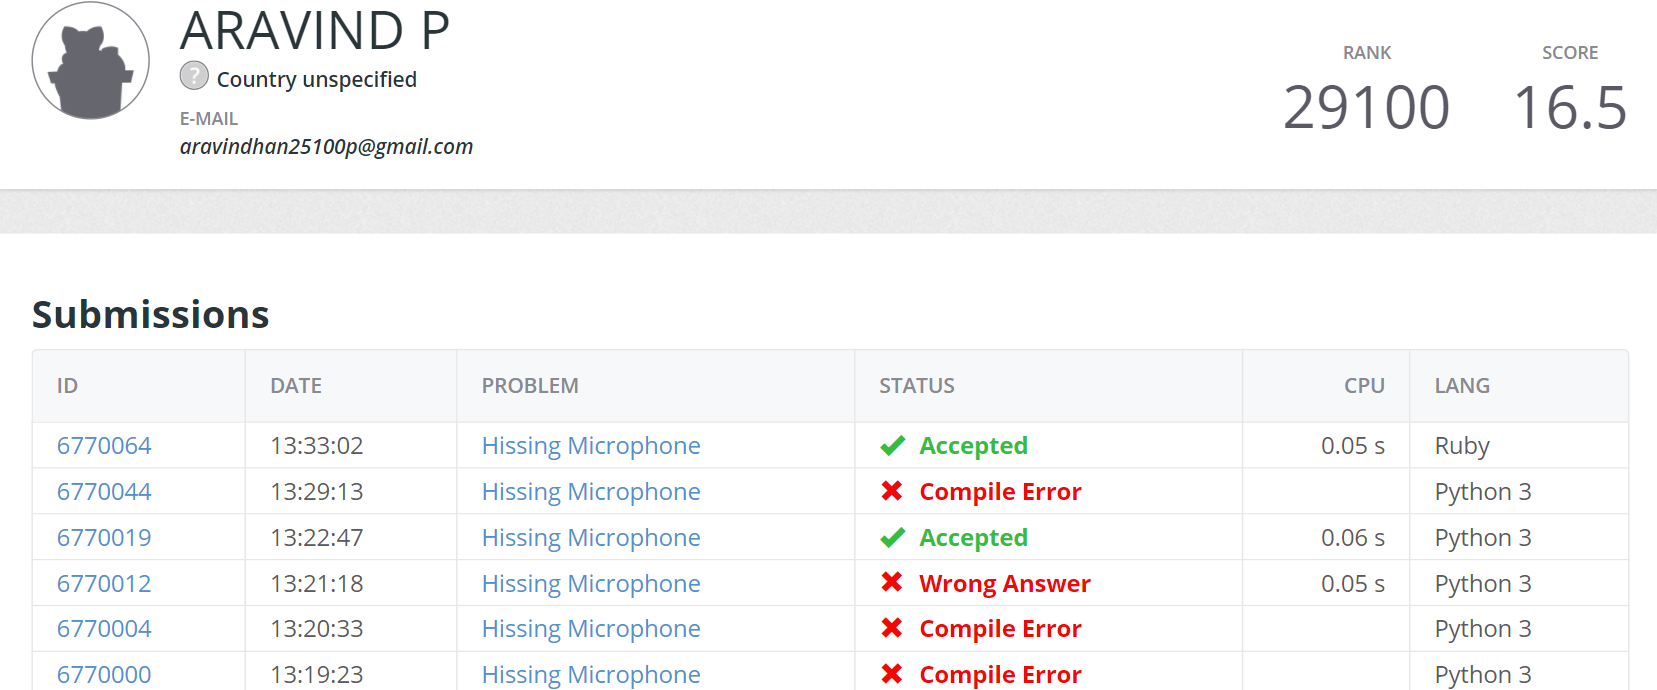 ARAVIND P
? Country unspecified
E-MAIL
aravindhan25100p@gmail.com
RANK
29100
SCORE
16.5
Submissions
ID DATE PROBLEM STATUS CPU LANG
6770064 13:33:02 Hissing Microphone Accepted 0.05 s Ruby
6770044 13:29:13 Hissing Microphone Compile Error Python 3
6770019 13:22:47 Hissing Microphone Accepted 0.06 s Python 3
6770012 13:21:18 Hissing Microphone Wrong Answer 0.05 s Python 3
6770004 13:20:33 Hissing Microphone Compile Error Python 3
6770000 13:19:23 Hissing Microphone Compile Error Python 3